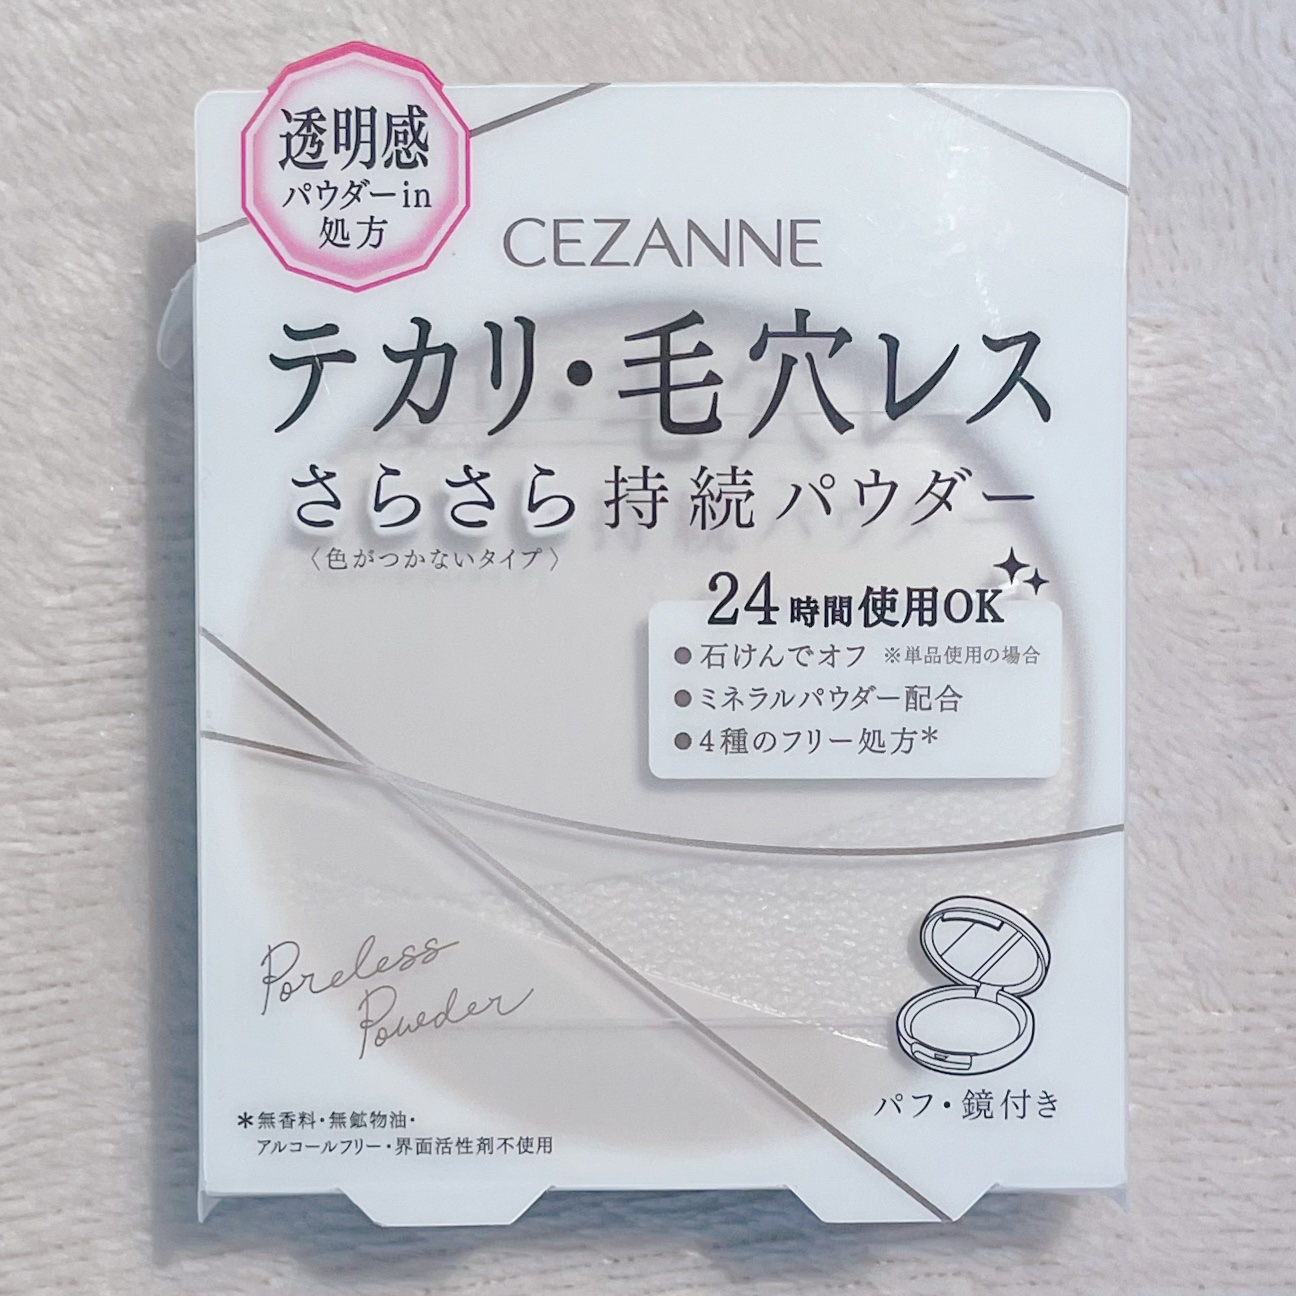 透明感
パウダーin
処方
CEZANNE
テカリ・毛穴レス
さらさら持続パウダー
〈色がつかないタイプ〉
24時間使用OK
●石けんでオフ ※単品使用の場合
●ミネラルパウダー配合
●4種のフリー処方*
Poreless
Powder
パフ・鏡付き
*無香料・無鉱物油・
アルコールフリー・界面活性剤不使用